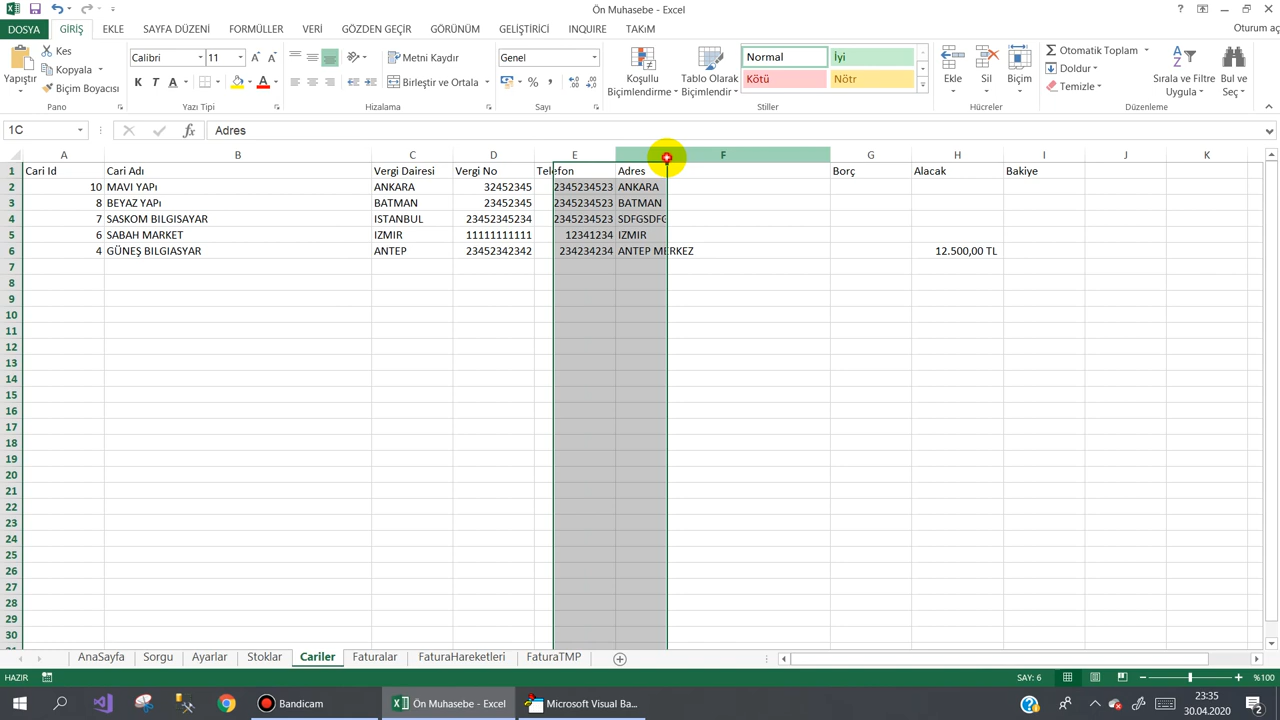 Ön Muhasebe - Excel
DOSYA GİRİŞ EKLE SAYFA DÜZENİ FORMÜLLER VERİ GÖZDEN GEÇİR GÖRÜNÜM GELİŞTİRİCİ INQUIRE TAKIM
Oturum aç
Yapıştır
Kes
Kopyala
Biçim Boyacısı
Pano
Calibri 11
K T A
Yazı Tipi
Metni Kaydır
Birleştir ve Ortala
Hizalama
Genel
%
Sayı
Koşullu Biçimlendirme
Tablo Olarak Biçimlendir
Normal İyi
Kötü Nötr
Stiller
Ekle Sil Biçim
Hücreler
Otomatik Toplam
Doldur
Temizle
Sırala ve Filtre Uygula
Bul ve Seç
Düzenleme
1C fx Adres
A B C D E F G H I J K
1 Cari Id Cari Adı Vergi Dairesi Vergi No Telefon Adres Borç Alacak Bakiye
2 10 MAVI YAPı ANKARA 32452345 2345234523 ANKARA
3 8 BEYAZ YAPı BATMAN 23452345 2345234523 BATMAN
4 7 SASKOM BILGISAYAR ISTANBUL 23452345234 2345234523 SDFGSDFG
5 6 SABAH MARKET IZMIR 11111111111 12341234 IZMIR
6 4 GÜNEŞ BILGIASYAR ANTEP 23452342342 234234234 ANTEP MERKEZ 12.500,00 TL
7
8
9
10
11
12
13
14
15
16
17
18
19
20
21
22
23
24
25
26
27
28
29
30
AnaSayfa Sorgu Ayarlar Stoklar Cariler Faturalar FaturaHareketleri FaturaTMP
HAZIR SAY: 6 %100
Bandicam Ön Muhasebe - Excel Microsoft Visual Ba...
23:35
30.04.2020
2